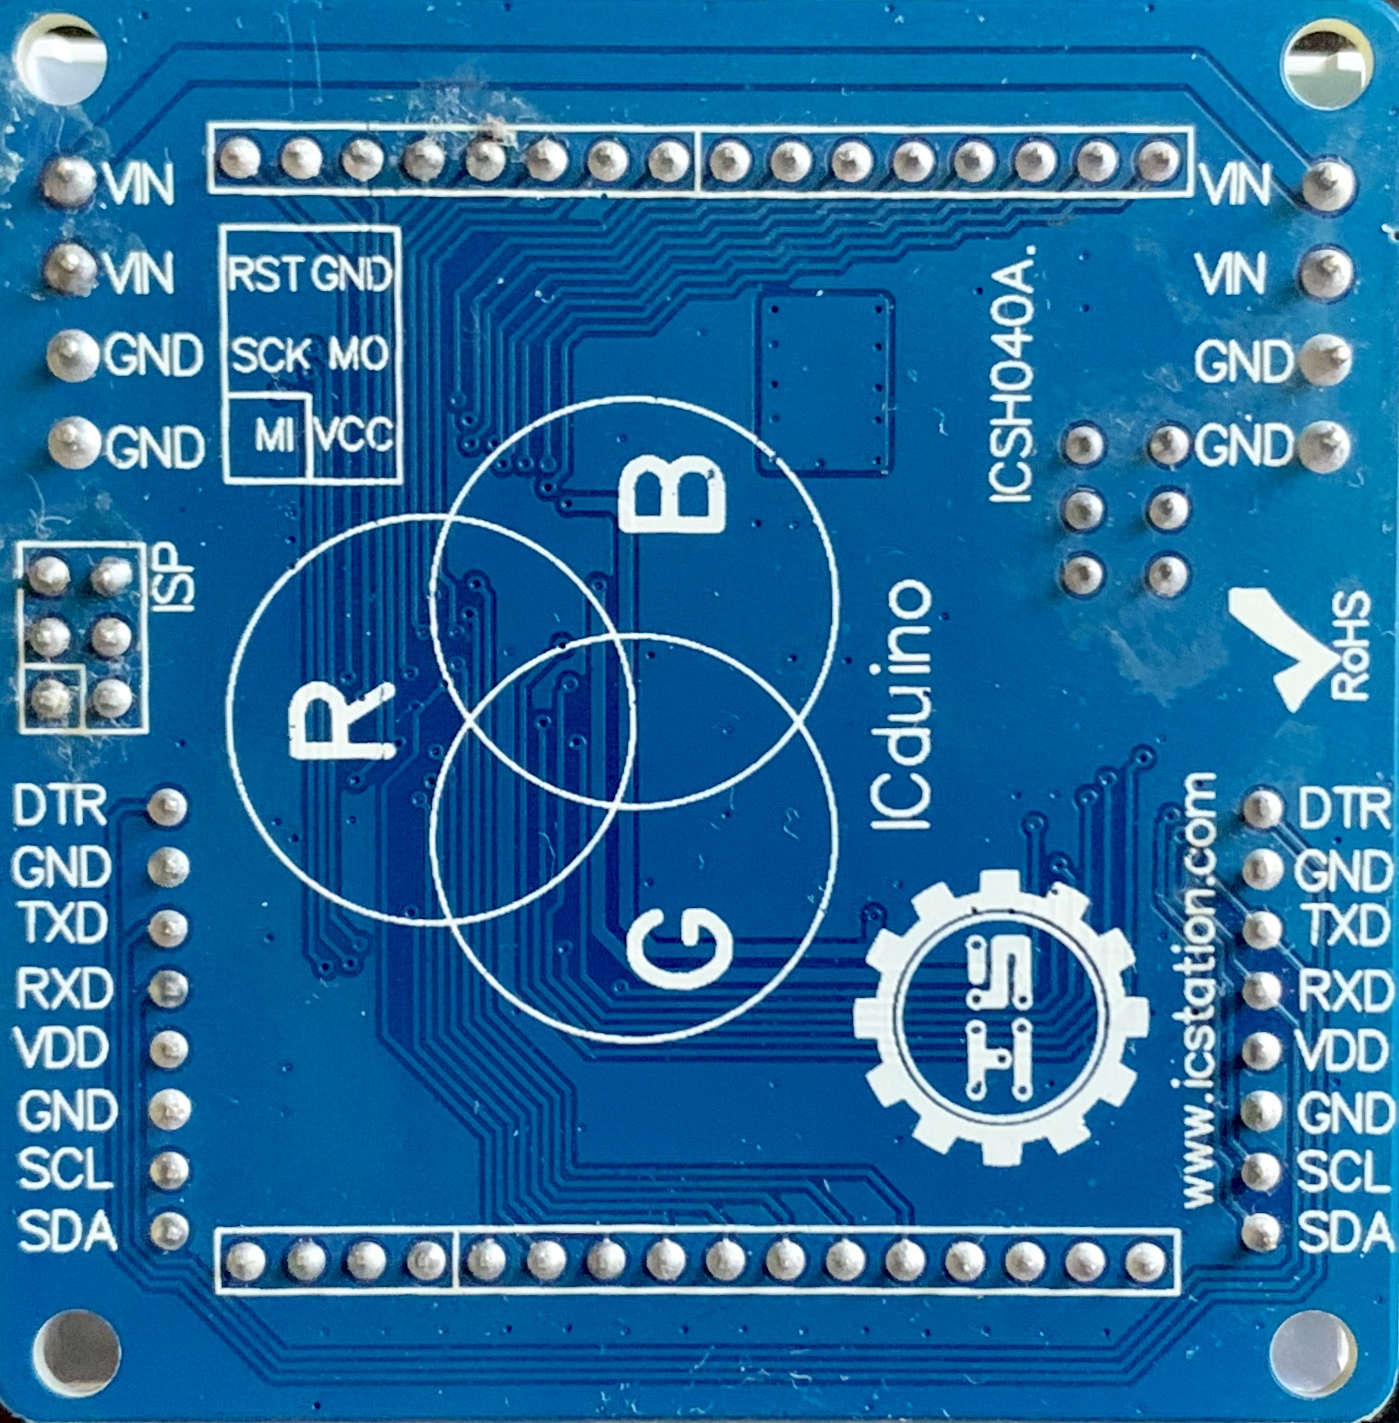 VIN
VIN
GND
GND
RST GND
SCK MO
MI VCC
ISP
DTR
GND
TXD
RXD
VDD
GND
SCL
SDA
R
B
G
ICduino
ICSH040A.
IS
www.icstation.com
VIN
VIN
GND
GND
RoHS
DTR
GND
TXD
RXD
VDD
GND
SCL
SDA